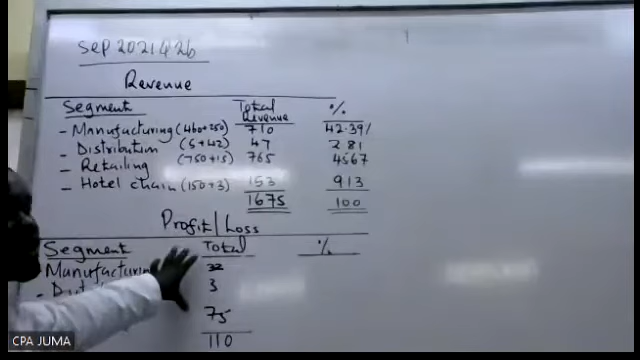 Sep 2021 Q 2b
Revenue
Segment Total Revenue %
- Manufacturing (460+250) 710 42.39%
- Distribution (5+42) 47 2.81
- Retailing (750+15) 765 45.67
- Hotel chain (150+3) 153 9.13
1675 100
Profit/Loss
Segment Total %
Manufacturing 32
3
75
110
CPA JUMA